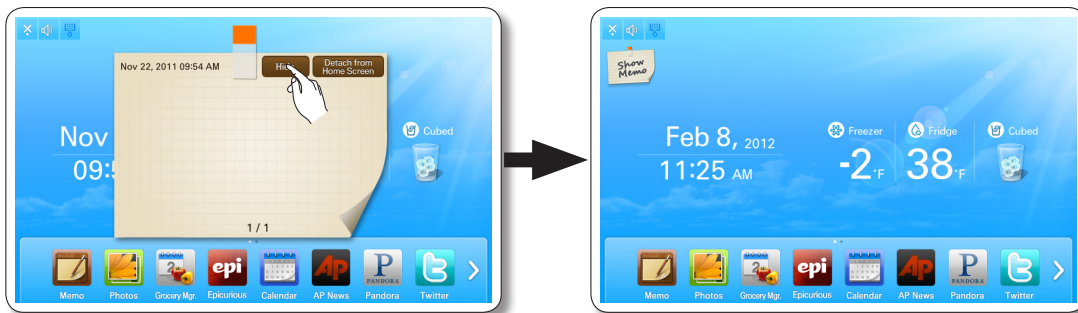 Nov 22, 2011 09:54 AM
Detach from
Home Screen
Nov
Cubed
1 / 1
Memo
Photos
Grocery Mgr.
epi
Epicurious
Calendar
AP
AP News
P
PANDORA
Pandora
Twitter
Show
Memo
Feb 8, 2012
11:25 AM
Freezer
-2°F
Fridge
38°F
Cubed
Memo
Photos
Grocery Mgr.
epi
Epicurious
Calendar
AP
AP News
P
PANDORA
Pandora
Twitter